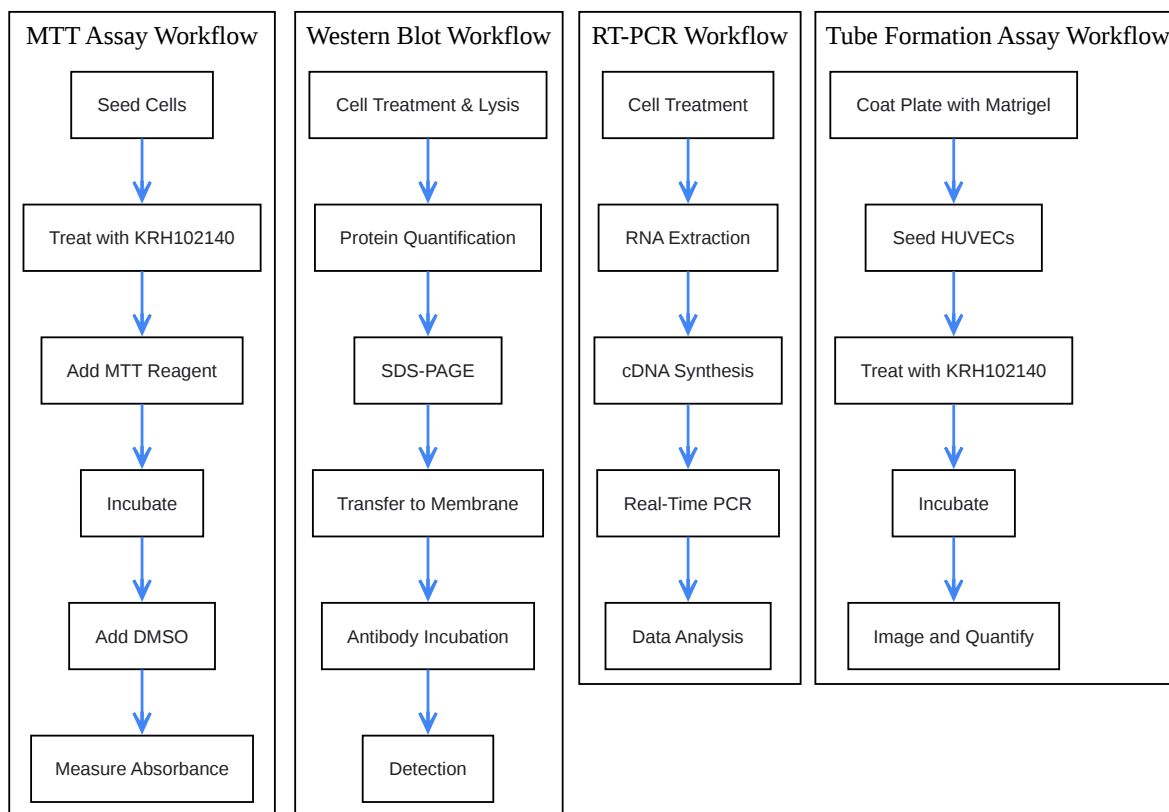 MTT Assay Workflow
Seed Cells
Treat with KRH102140
Add MTT Reagent
Incubate
Add DMSO
Measure Absorbance
Western Blot Workflow
Cell Treatment & Lysis
Protein Quantification
SDS-PAGE
Transfer to Membrane
Antibody Incubation
Detection
RT-PCR Workflow
Cell Treatment
RNA Extraction
cDNA Synthesis
Real-Time PCR
Data Analysis
Tube Formation Assay Workflow
Coat Plate with Matrigel
Seed HUVECs
Treat with KRH102140
Incubate
Image and Quantify